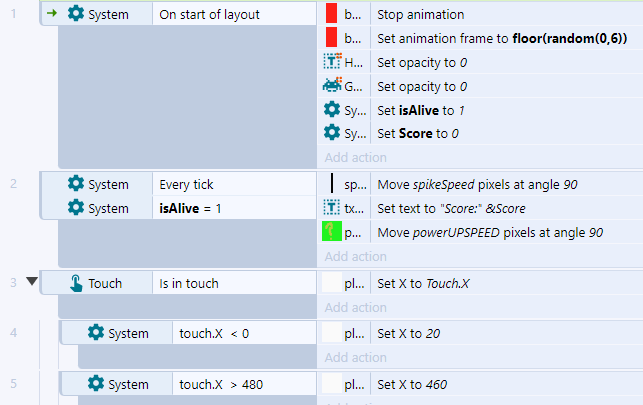 1 System On start of layout b... Stop animation
b... Set animation frame to floor(random(0,6))
H... Set opacity to 0
G... Set opacity to 0
Sy... Set isAlive to 1
Sy... Set Score to 0
Add action
2 System Every tick sp... Move spikeSpeed pixels at angle 90
System isAlive = 1 tx... Set text to "Score:" &Score
p... Move powerUPSPEED pixels at angle 90
Add action
3 Touch Is in touch pl... Set X to Touch.X
Add action
4 System touch.X < 0 pl... Set X to 20
Add action
5 System touch.X > 480 pl... Set X to 460
Add action